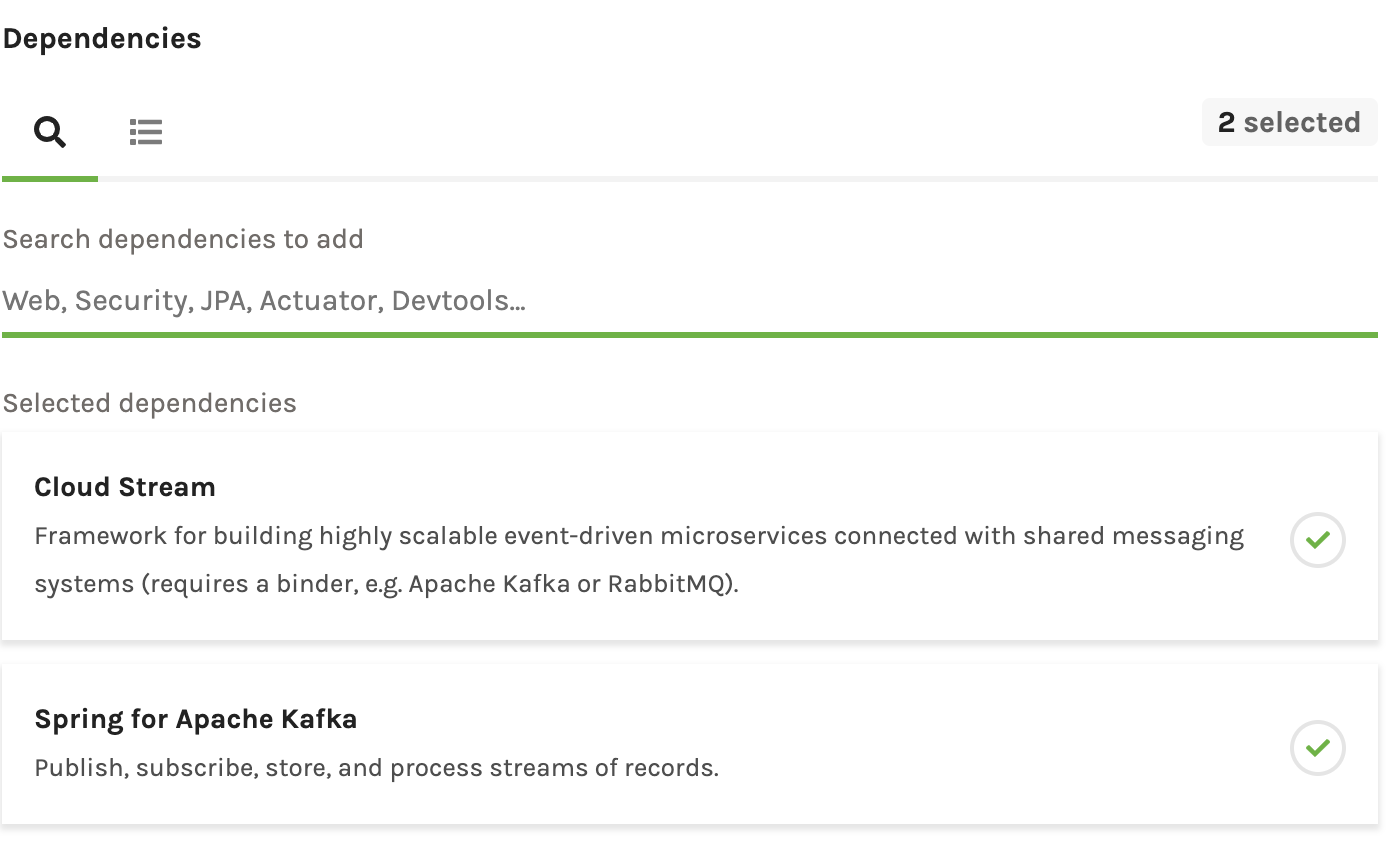 Dependencies
2 selected
Search dependencies to add
Web, Security, JPA, Actuator, Devtools...
Selected dependencies
Cloud Stream
Framework for building highly scalable event-driven microservices connected with shared messaging
systems (requires a binder, e.g. Apache Kafka or RabbitMQ).
Spring for Apache Kafka
Publish, subscribe, store, and process streams of records.